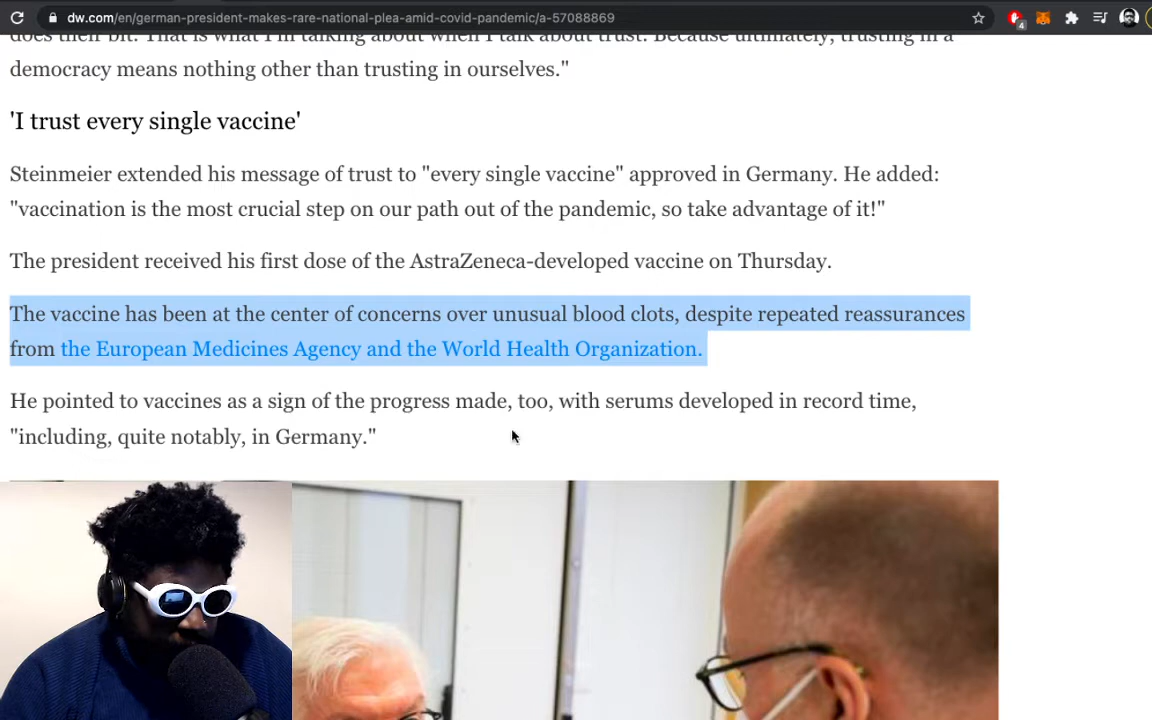 dw.com/en/german-president-makes-rare-national-plea-amid-covid-pandemic/a-57088869
4
does their bit. That is what I'm talking about when I talk about trust. Because ultimately, trusting in a
democracy means nothing other than trusting in ourselves."
'I trust every single vaccine'
Steinmeier extended his message of trust to "every single vaccine" approved in Germany. He added:
"vaccination is the most crucial step on our path out of the pandemic, so take advantage of it!"
The president received his first dose of the AstraZeneca-developed vaccine on Thursday.
The vaccine has been at the center of concerns over unusual blood clots, despite repeated reassurances
from the European Medicines Agency and the World Health Organization.
He pointed to vaccines as a sign of the progress made, too, with serums developed in record time,
"including, quite notably, in Germany."